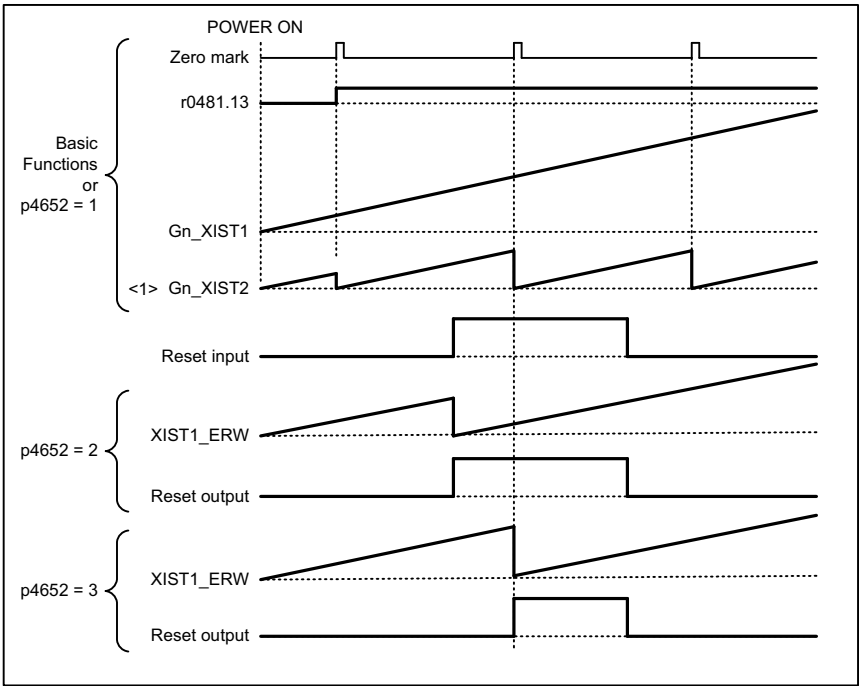 POWER ON
Zero mark
r0481.13
Basic
Functions
or
p4652 = 1
Gn_XIST1
<1> Gn_XIST2
Reset input
p4652 = 2
XIST1_ERW
Reset output
p4652 = 3
XIST1_ERW
Reset output